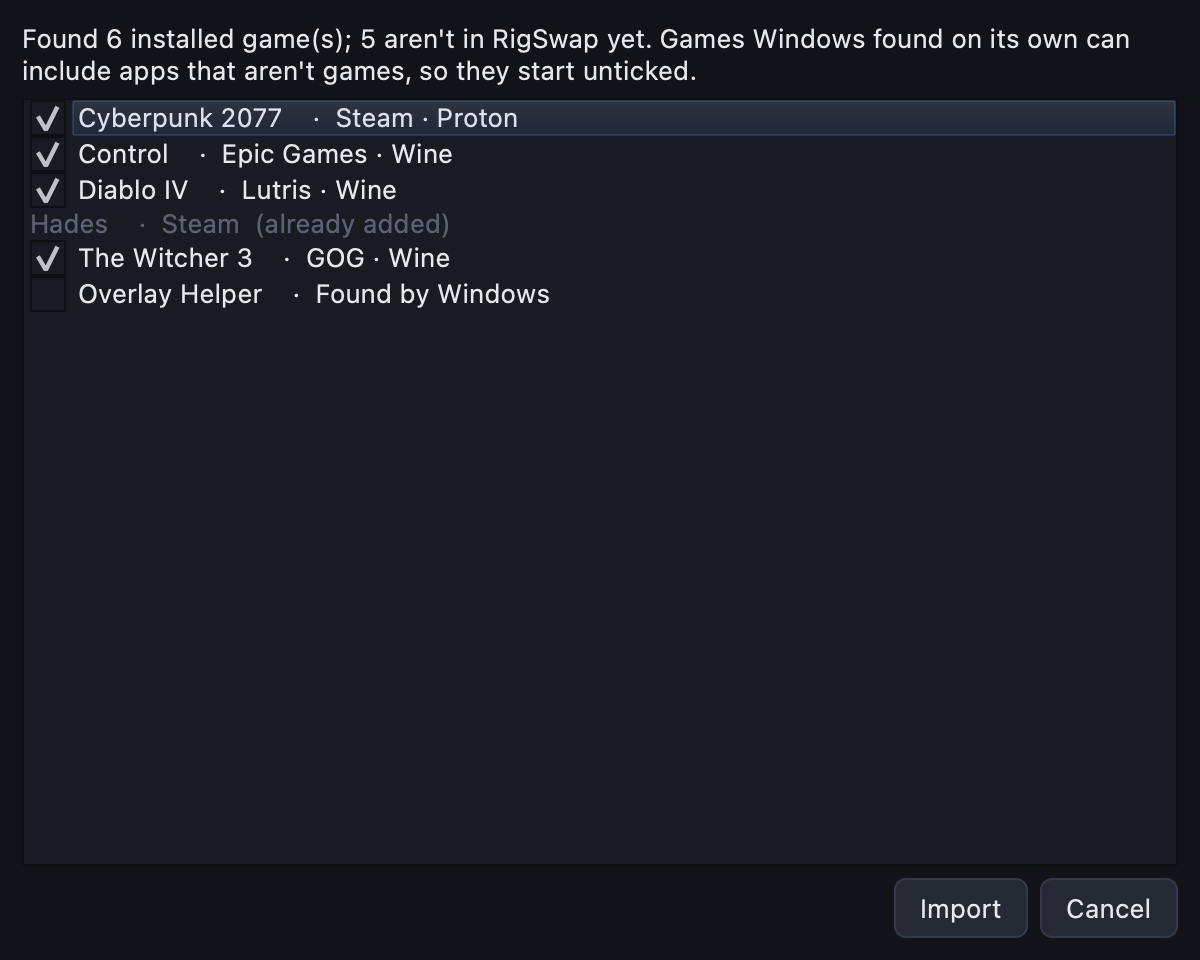 Found 6 installed game(s); 5 aren't in RigSwap yet. Games Windows found on its own can
include apps that aren't games, so they start unticked.
Cyberpunk 2077 · Steam · Proton
Control · Epic Games · Wine
Diablo IV · Lutris · Wine
Hades · Steam (already added)
The Witcher 3 · GOG · Wine
Overlay Helper · Found by Windows
Import Cancel